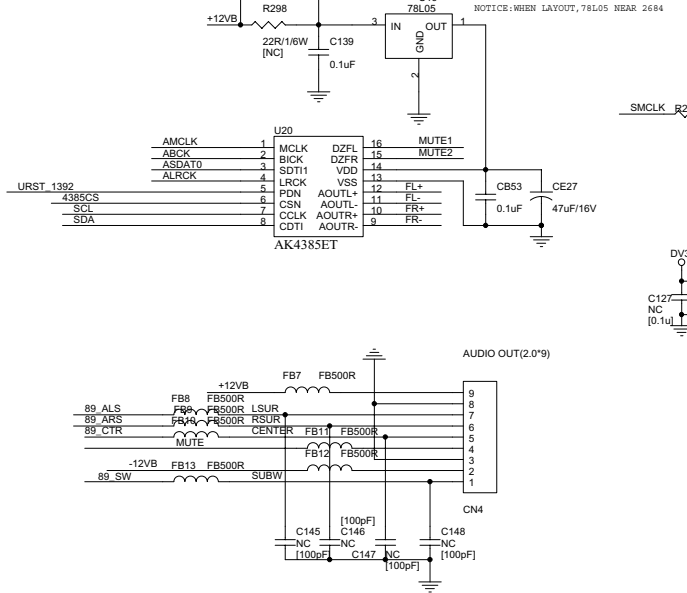 NOTICE:WHEN LAYOUT,78L05 NEAR 2684
R298
78L05
+12VB
3 IN OUT 1
GND
2
22R/1/6W
[NC]
C139
0.1uF
SMCLK
U20
AMCLK 1 MCLK DZFL 16 MUTE1
ABCK 2 BICK DZFR 15 MUTE2
ASDAT0 3 SDTI1 VDD 14
ALRCK 4 LRCK VSS 13
URST_1392 5 PDN AOUTL+ 12 FL+
4385CS 6 CSN AOUTL- 11 FL-
SCL 7 CCLK AOUTR+ 10 FR+
SDA 8 CDTI AOUTR- 9 FR-
AK4385ET
CB53
0.1uF
CE27
47uF/16V
C127
NC
[0.1u]
AUDIO OUT(2.0*9)
FB7 FB500R
+12VB
FB8 FB500R
89_ALS FB9 FB500R LSUR
89_ARS FB10 FB500R RSUR
89_CTR CENTER FB11 FB500R
MUTE FB12 FB500R
-12VB FB13 FB500R
89_SW SUBW
9
8
7
6
5
4
3
2
1
CN4
C145
NC
[100pF]
[100pF]
C146
NC
C147
NC
[100pF]
C148
NC
[100pF]